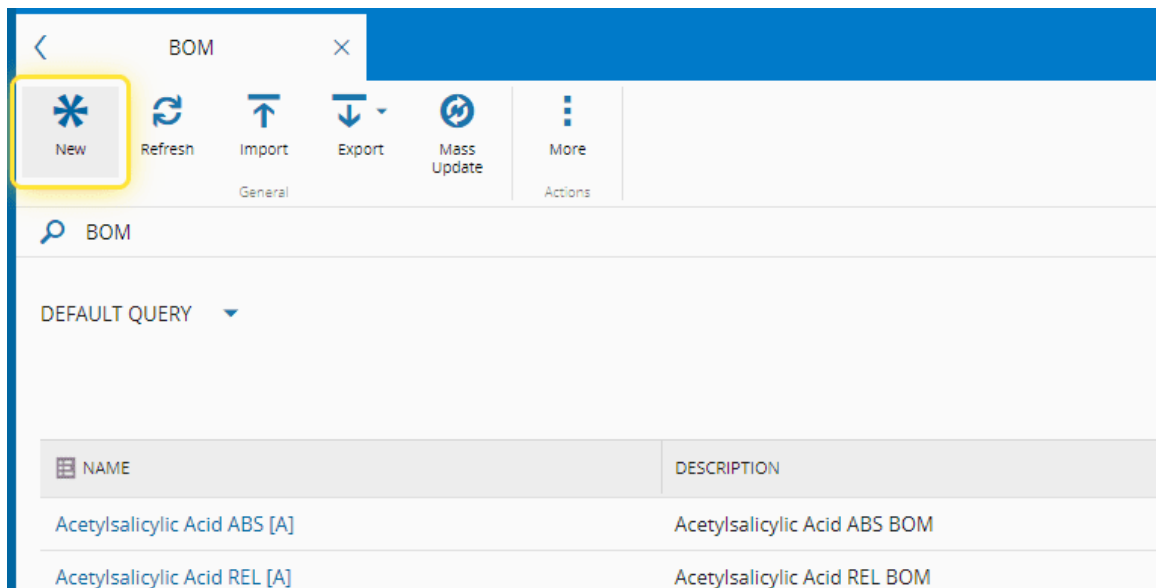 BOM
New Refresh Import Export Mass Update More
General Actions
BOM
DEFAULT QUERY
NAME DESCRIPTION
Acetylsalicylic Acid ABS [A] Acetylsalicylic Acid ABS BOM
Acetylsalicylic Acid REL [A] Acetylsalicylic Acid REL BOM